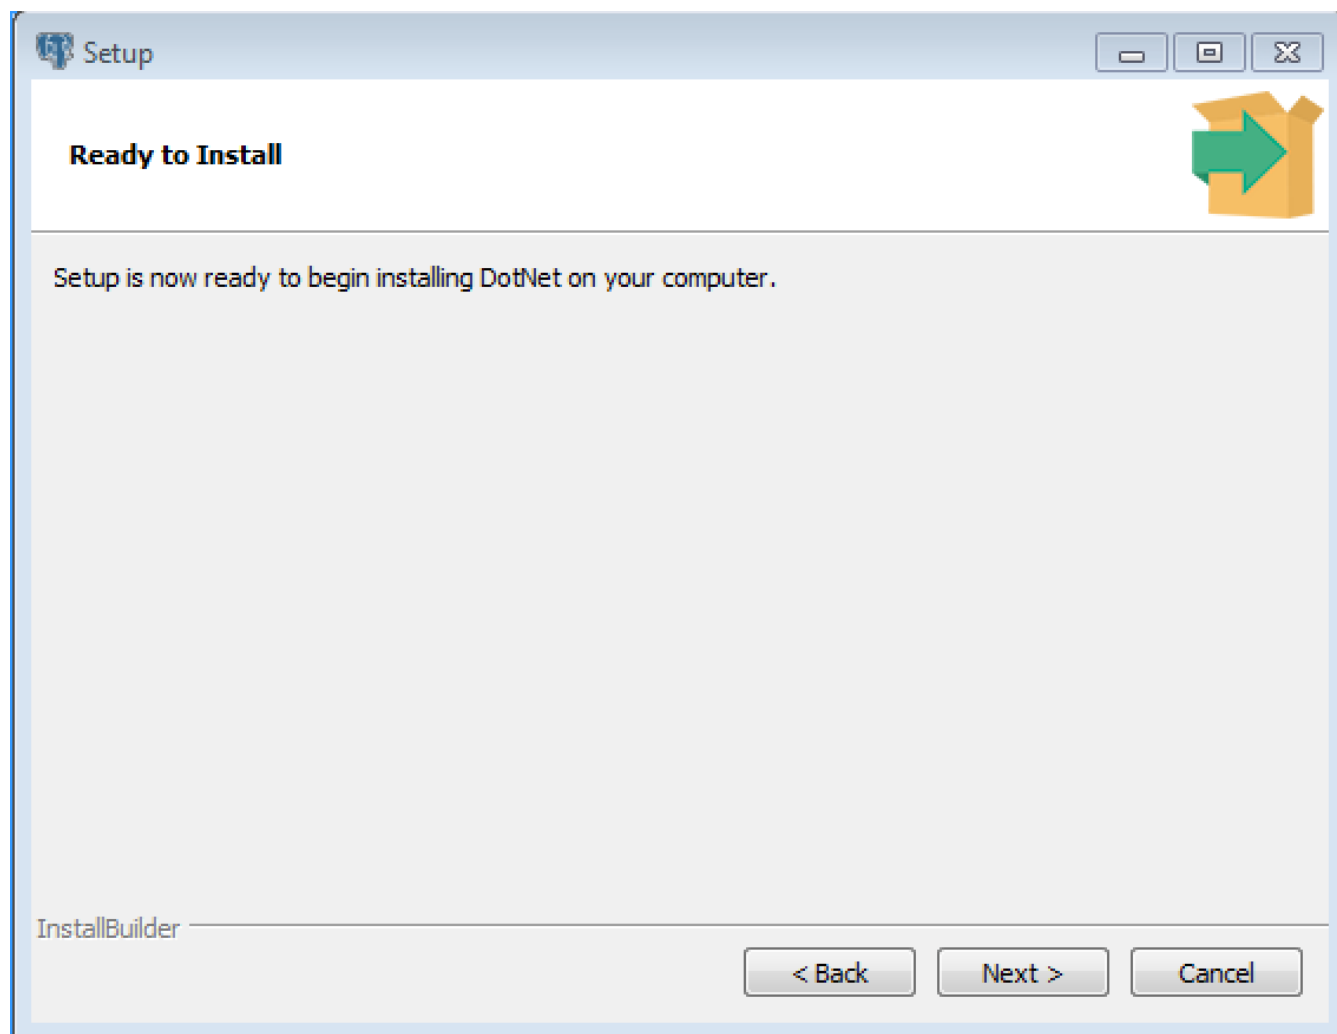 Setup
Ready to Install
Setup is now ready to begin installing DotNet on your computer.
InstallBuilder
< Back
Next >
Cancel